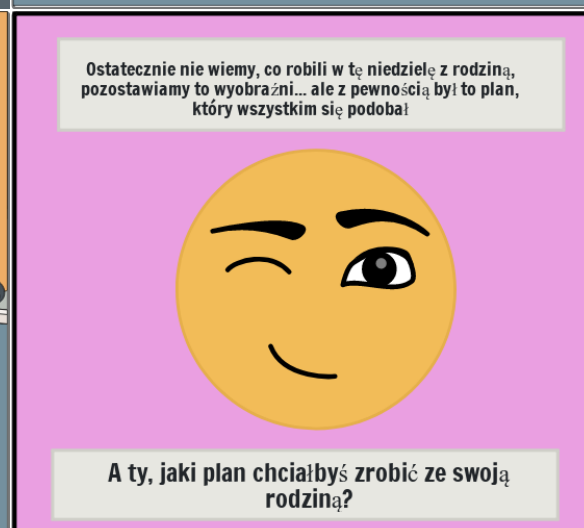 Ostatecznie nie wiemy, co robili w tę niedzielę z rodziną,
pozostawiamy to wyobraźni... ale z pewnością był to plan,
który wszystkim się podobał
A ty, jaki plan chciałbyś zrobić ze swoją
rodziną?